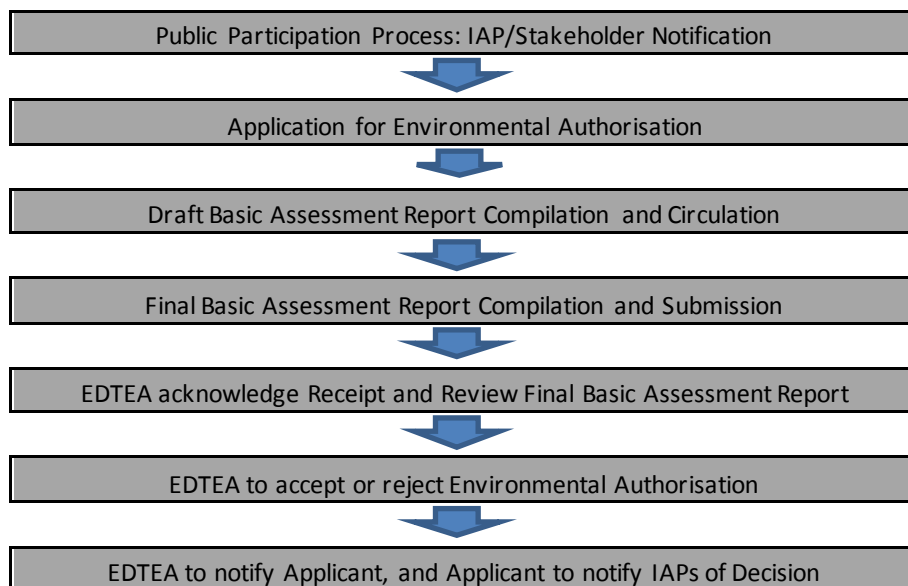 Public Participation Process: IAP/Stakeholder Notification
Application for Environmental Authorisation
Draft Basic Assessment Report Compilation and Circulation
Final Basic Assessment Report Compilation and Submission
EDTEA acknowledge Receipt and Review Final Basic Assessment Report
EDTEA to accept or reject Environmental Authorisation
EDTEA to notify Applicant, and Applicant to notify IAPs of Decision